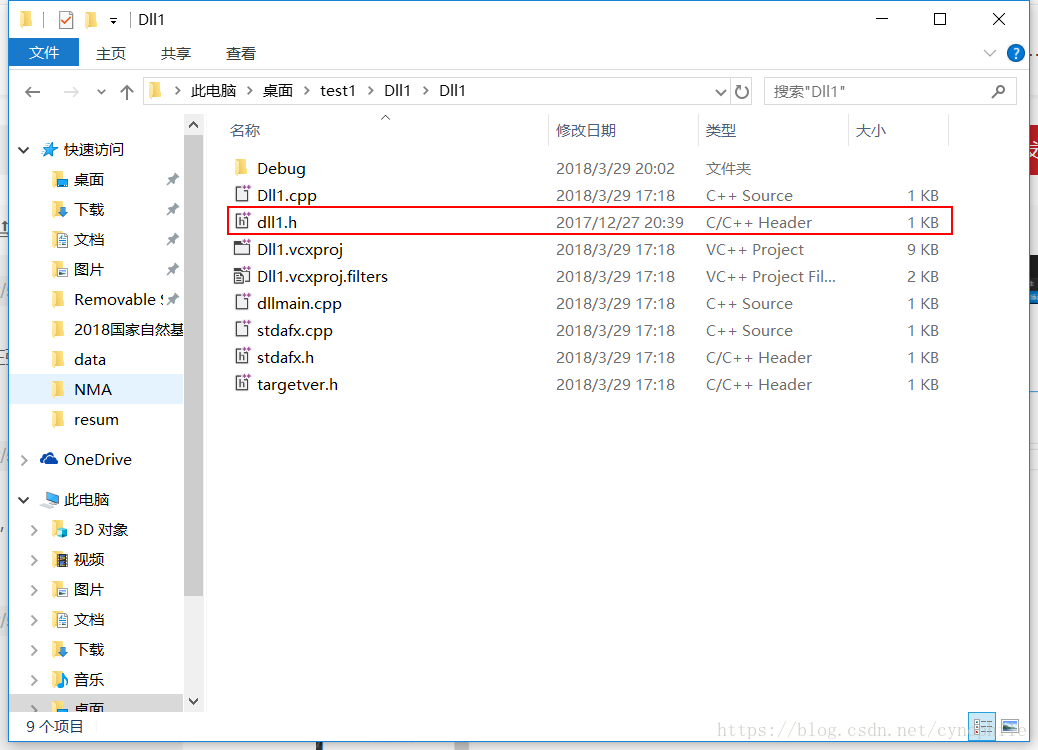 Dll1
文件 主页 共享 查看
此电脑 桌面 test1 Dll1 Dll1 搜索"Dll1"
名称 修改日期 类型 大小
快速访问
桌面
下载
文档
图片
Removable
2018国家自然基
data
NMA
resum
OneDrive
此电脑
3D 对象
视频
图片
文档
下载
音乐
桌面
Debug 2018/3/29 20:02 文件夹
Dll1.cpp 2018/3/29 17:18 C++ Source 1 KB
dll1.h 2017/12/27 20:39 C/C++ Header 1 KB
Dll1.vcxproj 2018/3/29 17:18 VC++ Project 9 KB
Dll1.vcxproj.filters 2018/3/29 17:18 VC++ Project Fil... 2 KB
dllmain.cpp 2018/3/29 17:18 C++ Source 1 KB
stdafx.cpp 2018/3/29 17:18 C++ Source 1 KB
stdafx.h 2018/3/29 17:18 C/C++ Header 1 KB
targetver.h 2018/3/29 17:18 C/C++ Header 1 KB
9 个项目